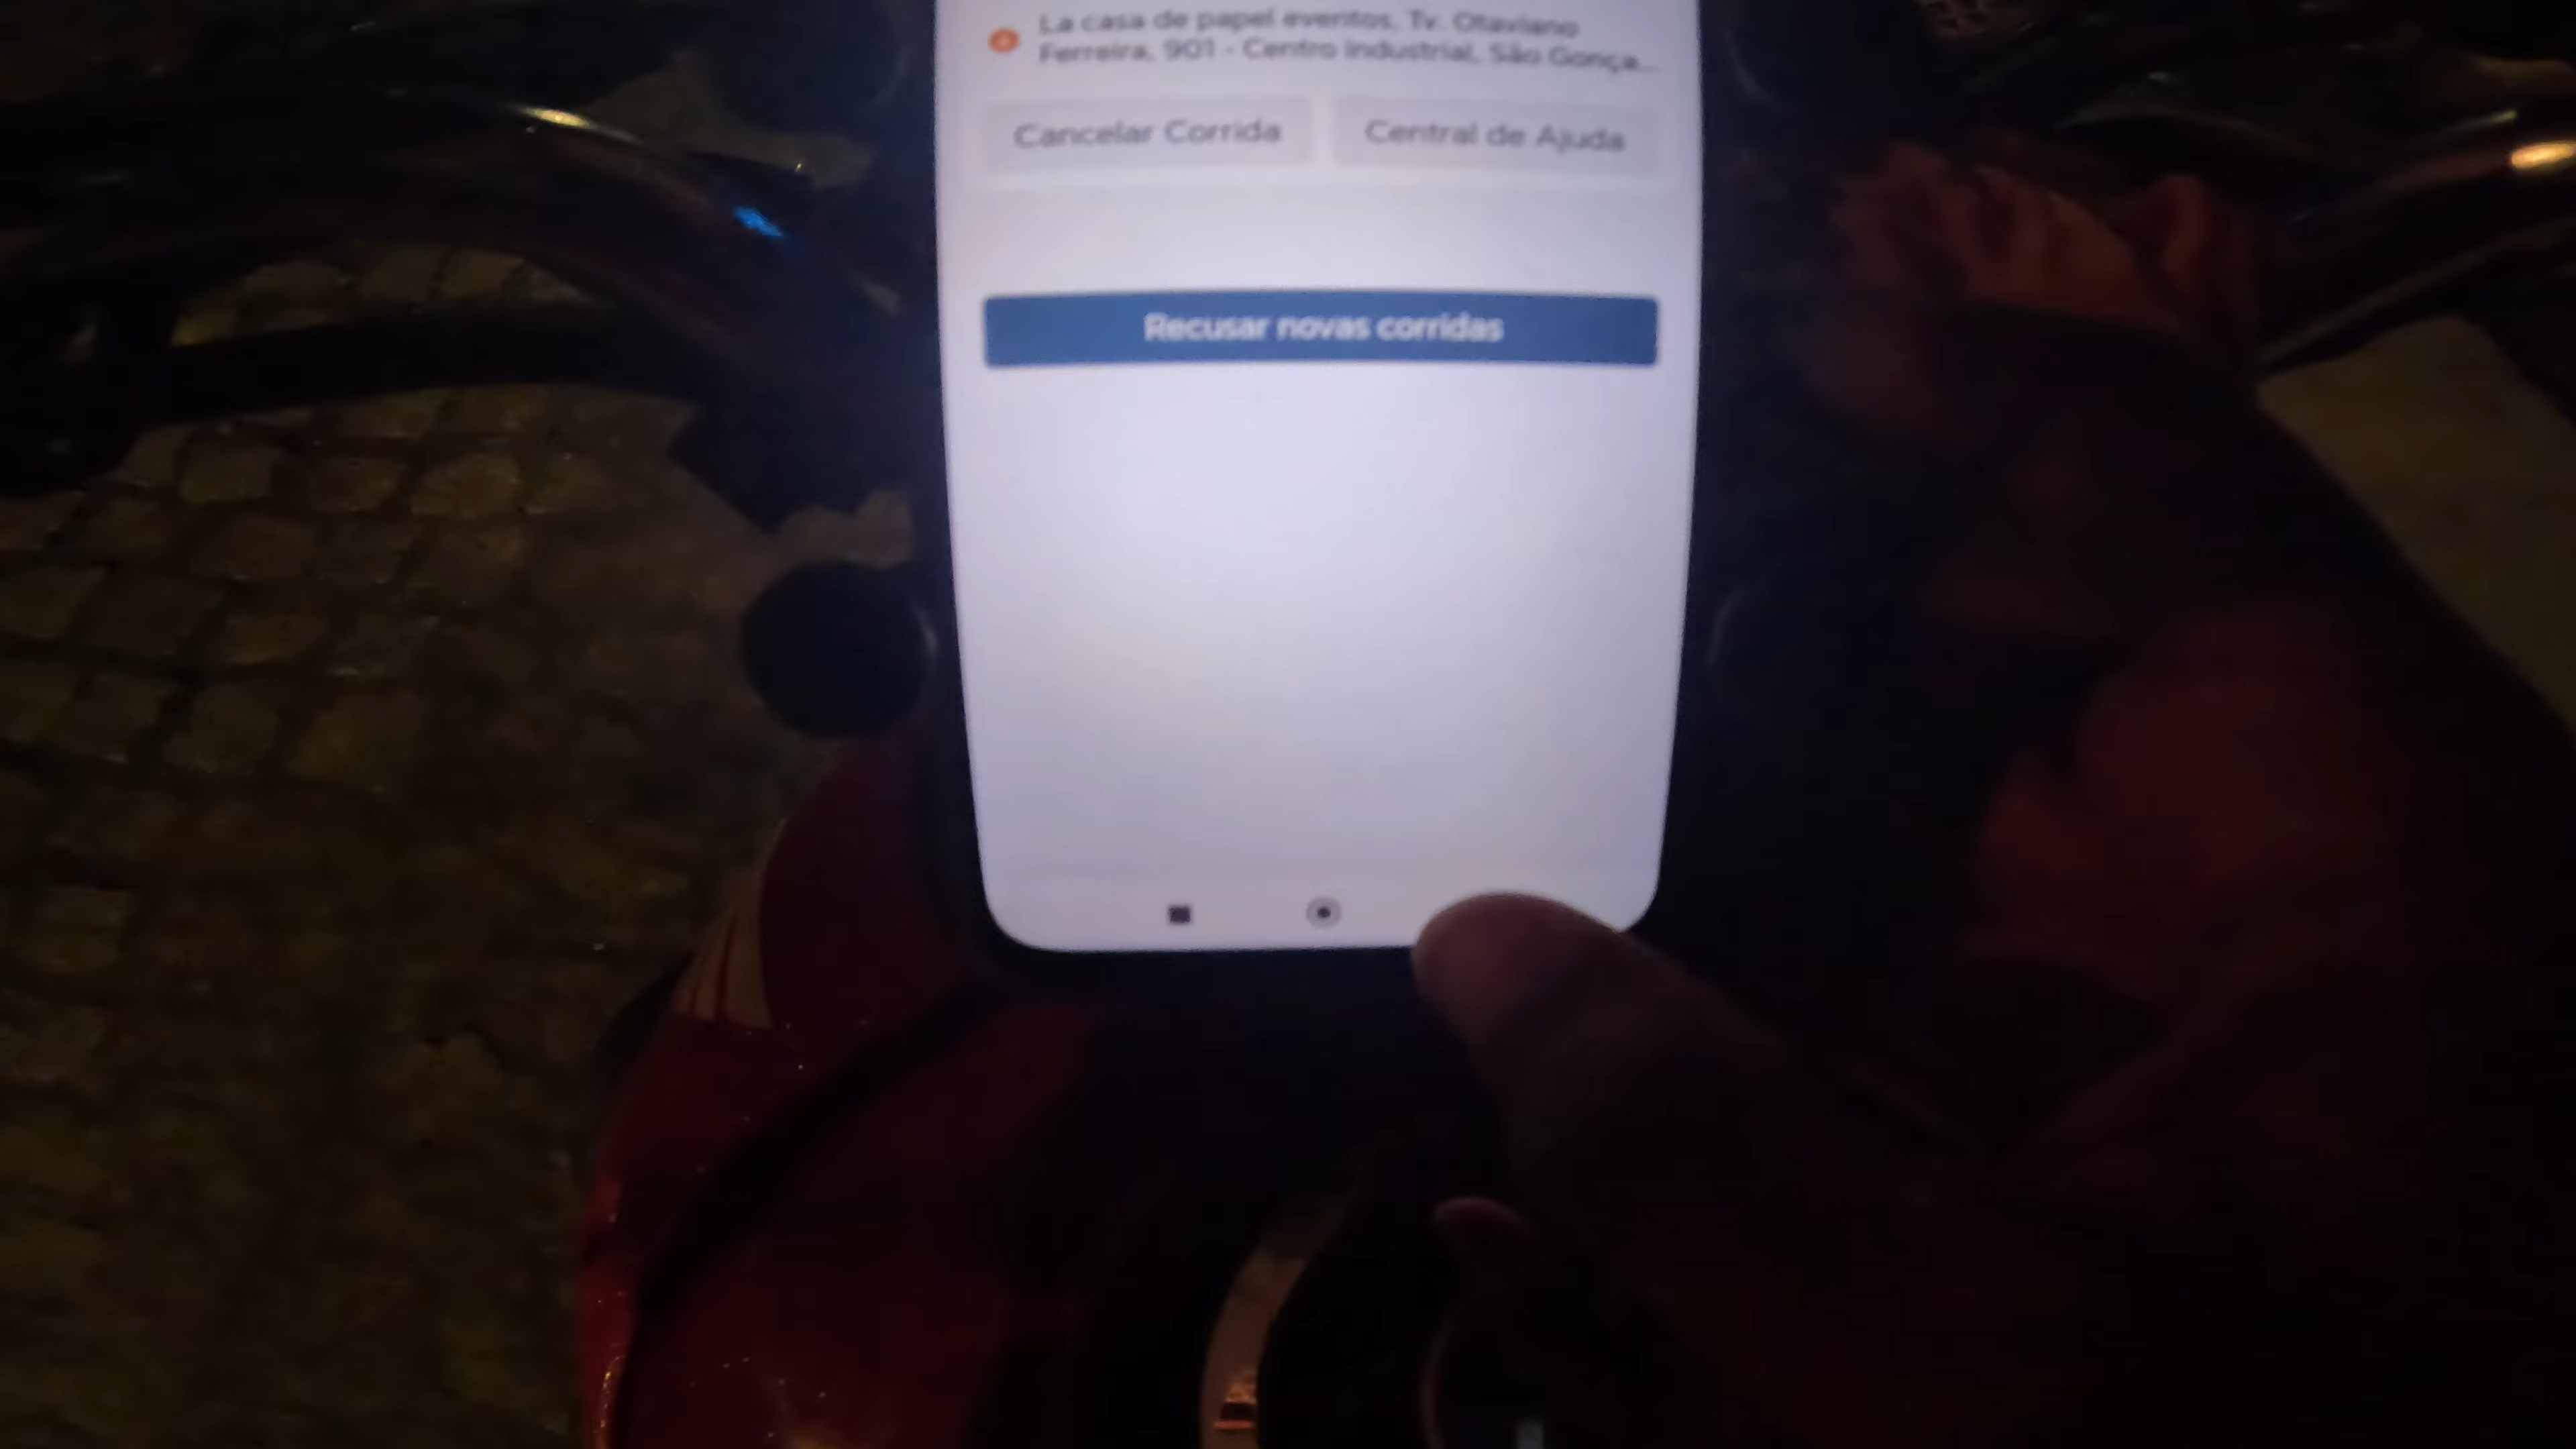 La casa de papel eventos, Tv. Otaviano
Ferreira, 901 - Centro Industrial, São Gonça...
Cancelar Corrida
Central de Ajuda
Recusar novas corridas